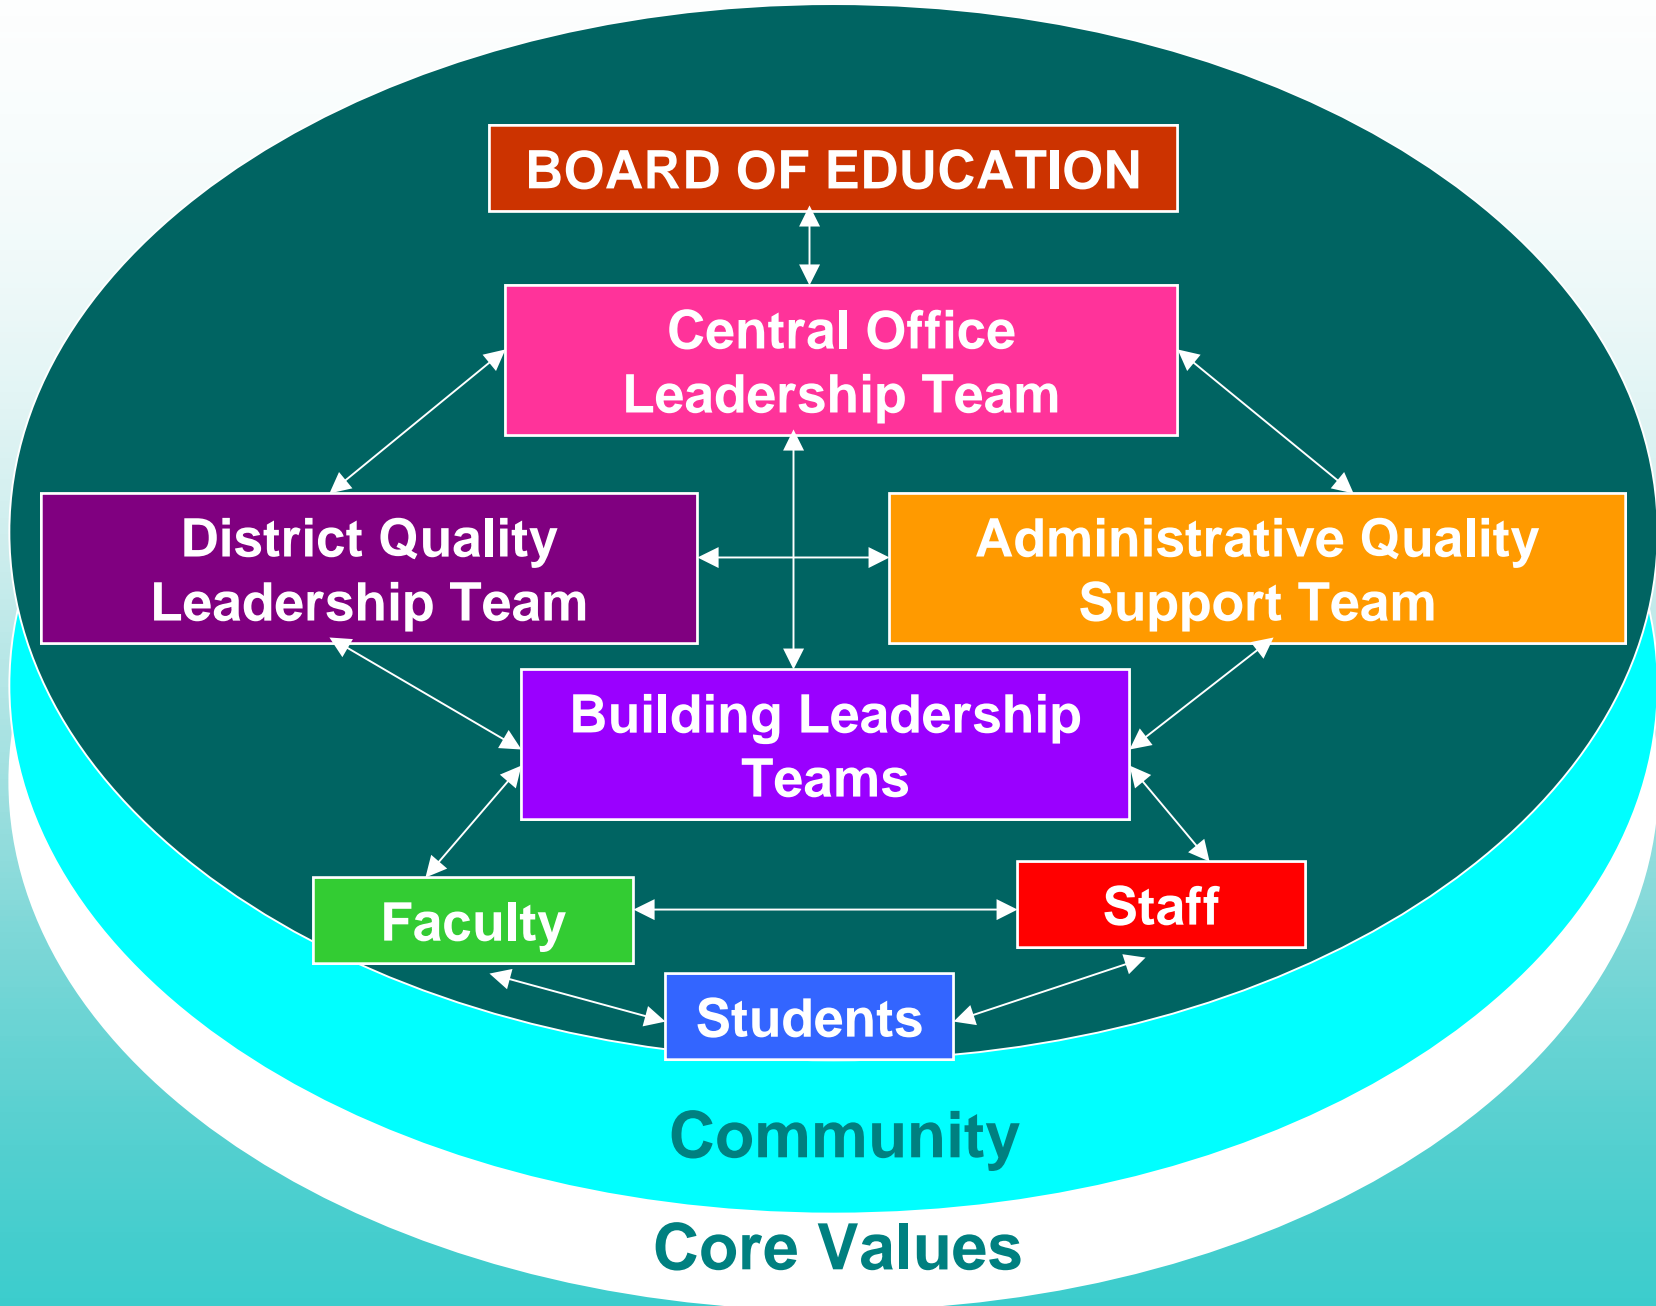 BOARD OF EDUCATION
Central Office
Leadership Team
District Quality
Leadership Team
Administrative Quality
Support Team
Building Leadership
Teams
Faculty
Staff
Students
Community
Core Values